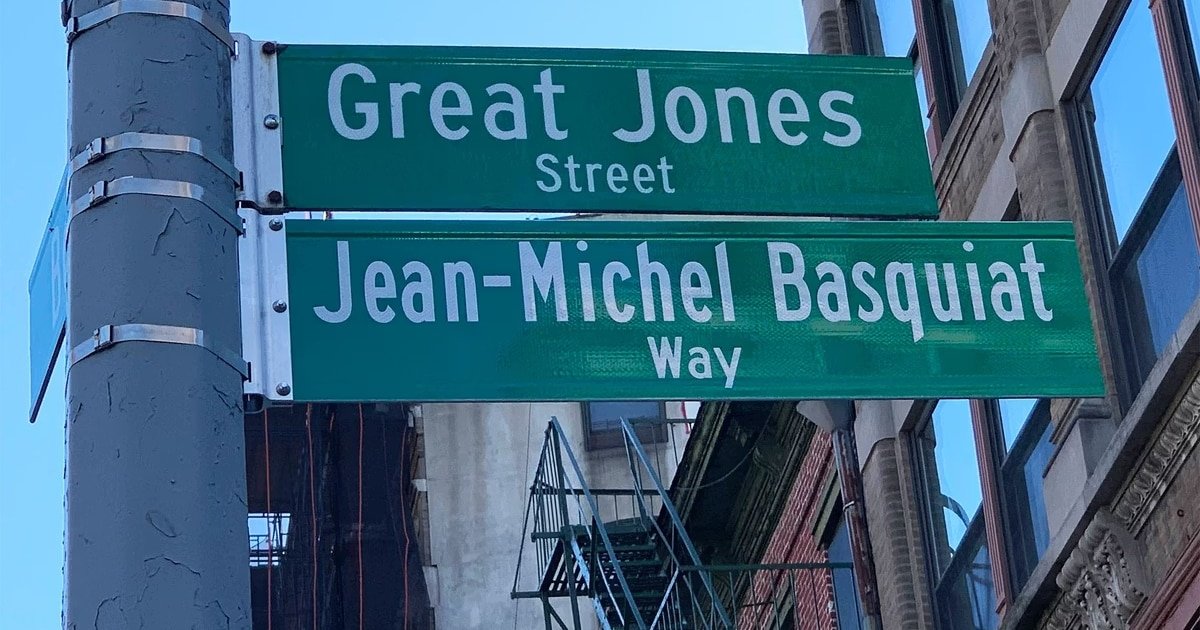 Great Jones
Street
Jean-Michel Basquiat
Way